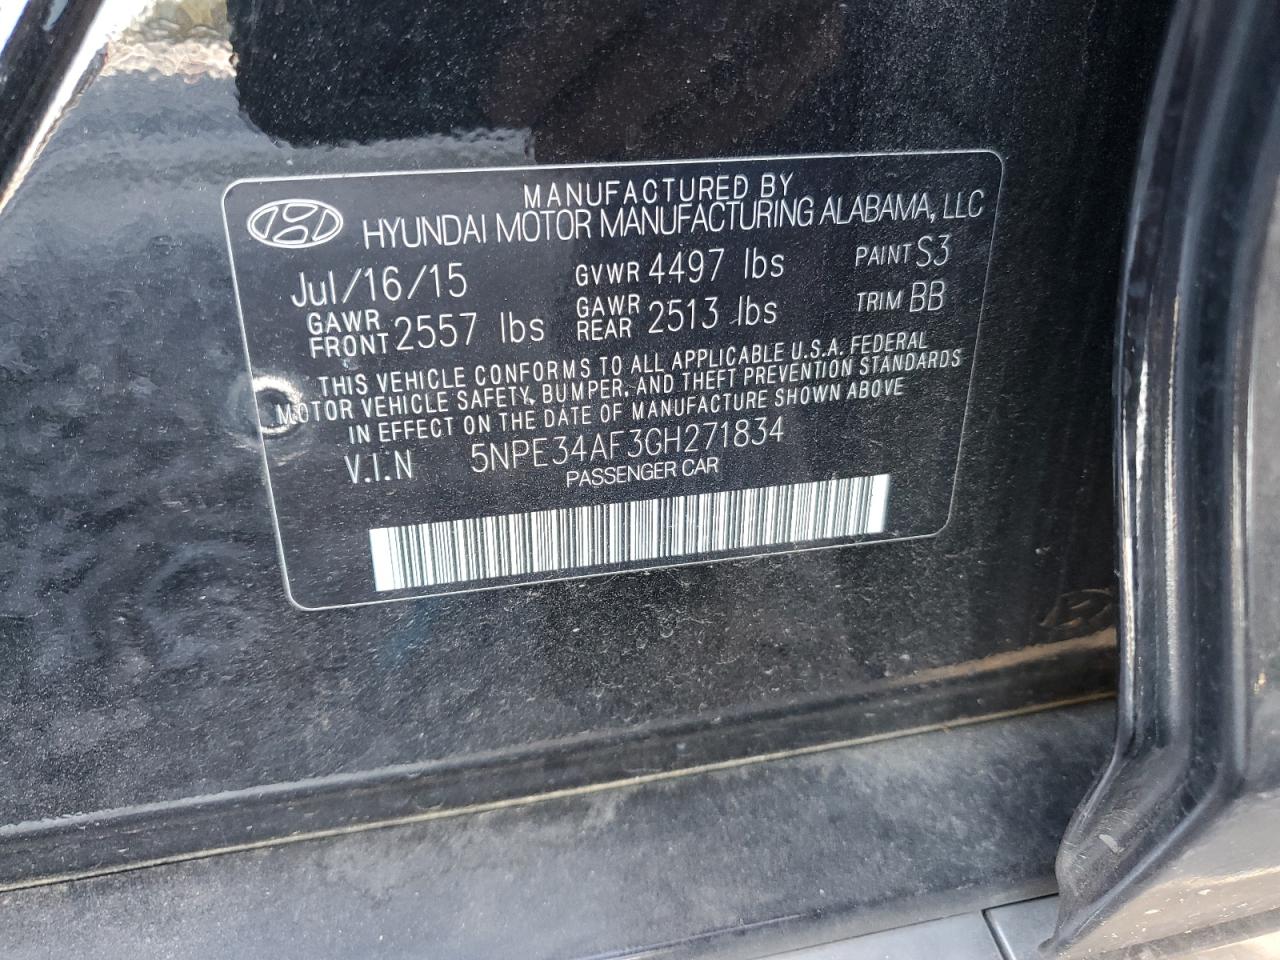 MANUFACTURED BY
HYUNDAI MOTOR MANUFACTURING ALABAMA, LLC
Jul/16/15 GVWR 4497 lbs PAINT S3
GAWR FRONT 2557 lbs GAWR REAR 2513 lbs TRIM BB
THIS VEHICLE CONFORMS TO ALL APPLICABLE U.S.A. FEDERAL
MOTOR VEHICLE SAFETY, BUMPER, AND THEFT PREVENTION STANDARDS
IN EFFECT ON THE DATE OF MANUFACTURE SHOWN ABOVE
V.I.N 5NPE34AF3GH271834
PASSENGER CAR